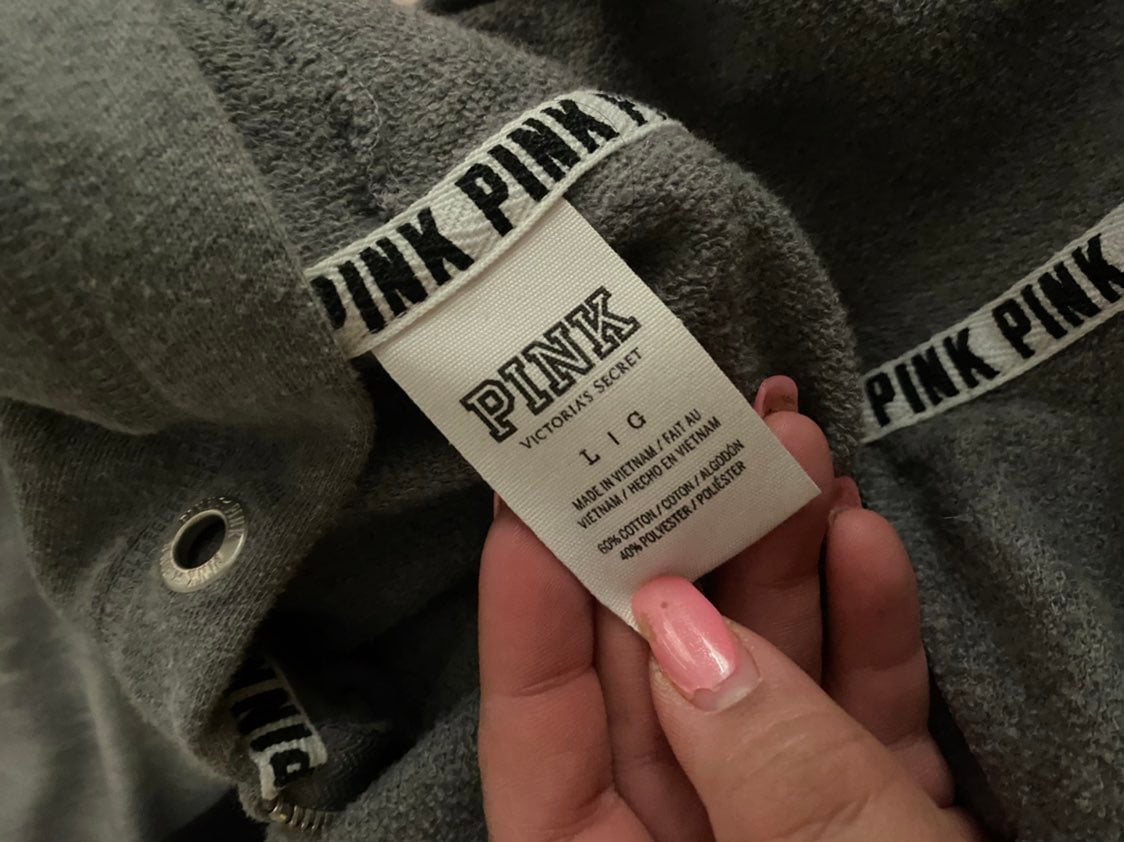 PINK PINK
PINK
VICTORIA'S SECRET
L | G
MADE IN VIETNAM / FAIT AU
VIETNAM / HECHO EN VIETNAM
60% COTTON / COTON / ALGODÓN
40% POLYESTER / POLIÉSTER
PINK PINK
PINK